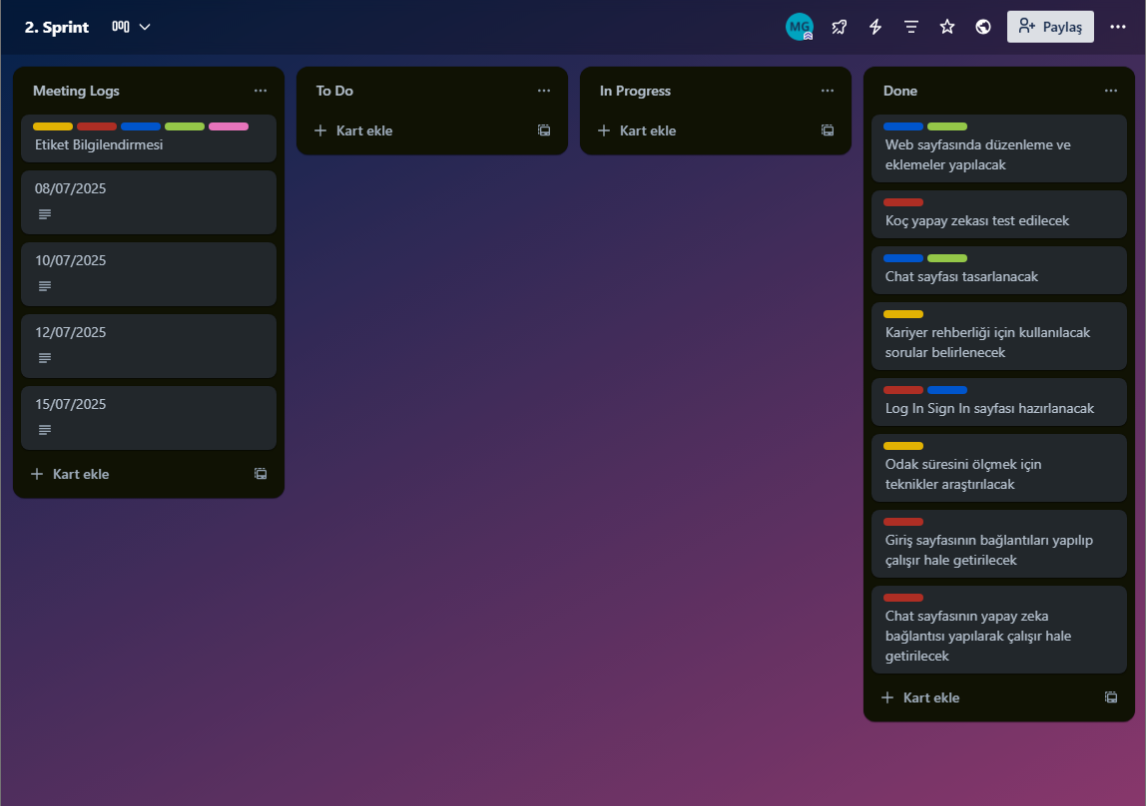 2. Sprint
MG
Paylaş
Meeting Logs
Etiket Bilgilendirmesi
08/07/2025
10/07/2025
12/07/2025
15/07/2025
Kart ekle
To Do
Kart ekle
In Progress
Kart ekle
Done
Web sayfasında düzenleme ve
eklemeler yapılacak
Koç yapay zekası test edilecek
Chat sayfası tasarlanacak
Kariyer rehberliği için kullanılacak
sorular belirlenecek
Log In Sign In sayfası hazırlanacak
Odak süresini ölçmek için
teknikler araştırılacak
Giriş sayfasının bağlantıları yapılıp
çalışır hale getirilecek
Chat sayfasının yapay zeka
bağlantısı yapılarak çalışır hale
getirilecek
Kart ekle